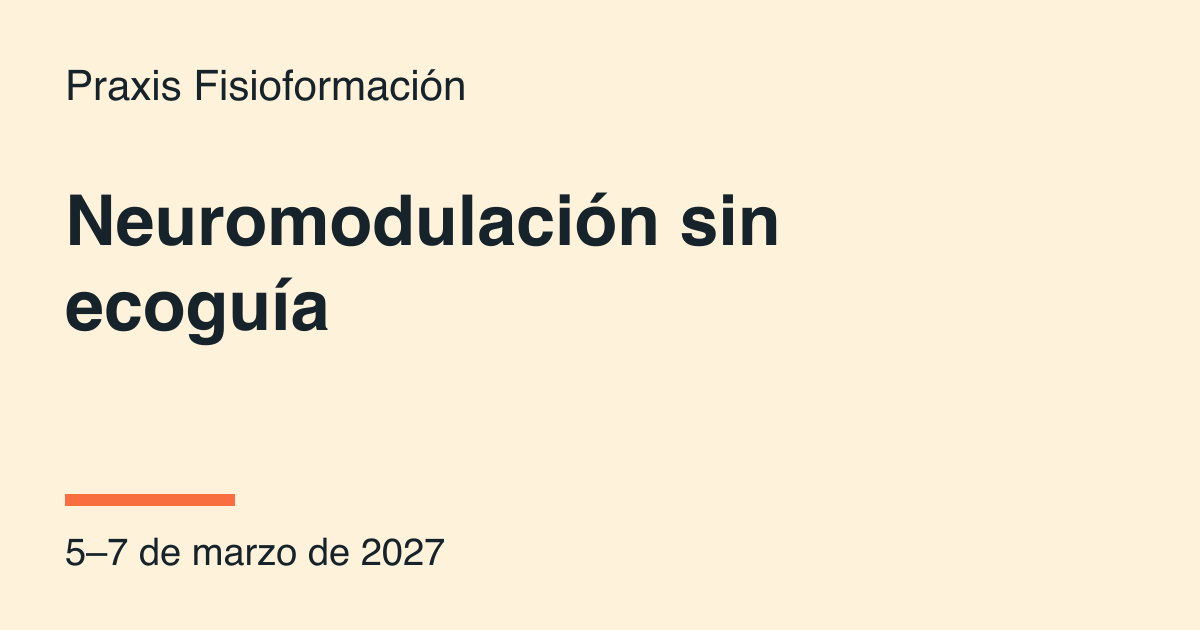 Praxis Fisioformación
Neuromodulación sin
ecoguía
5–7 de marzo de 2027